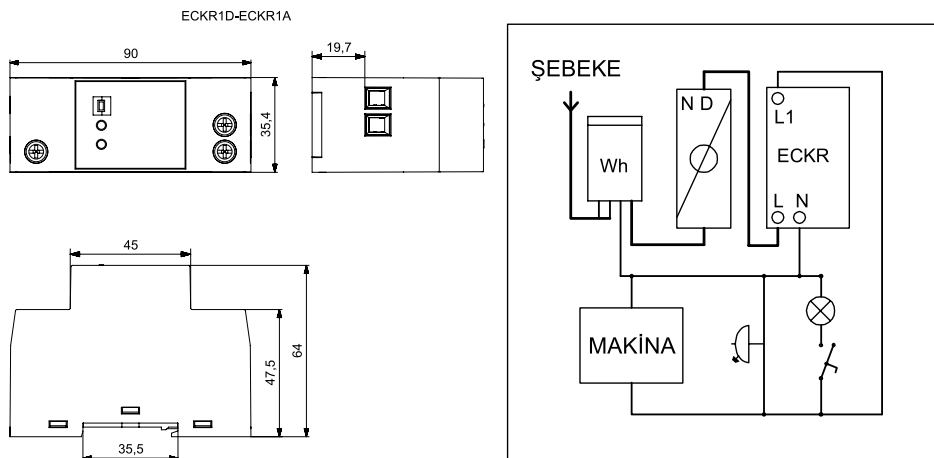 ECKR1D-ECKR1A
90
35,4
19,7
45
47,5
64
35,5
ŞEBEKE
Wh
N D
L1
ECKR
L N
MAKİNA